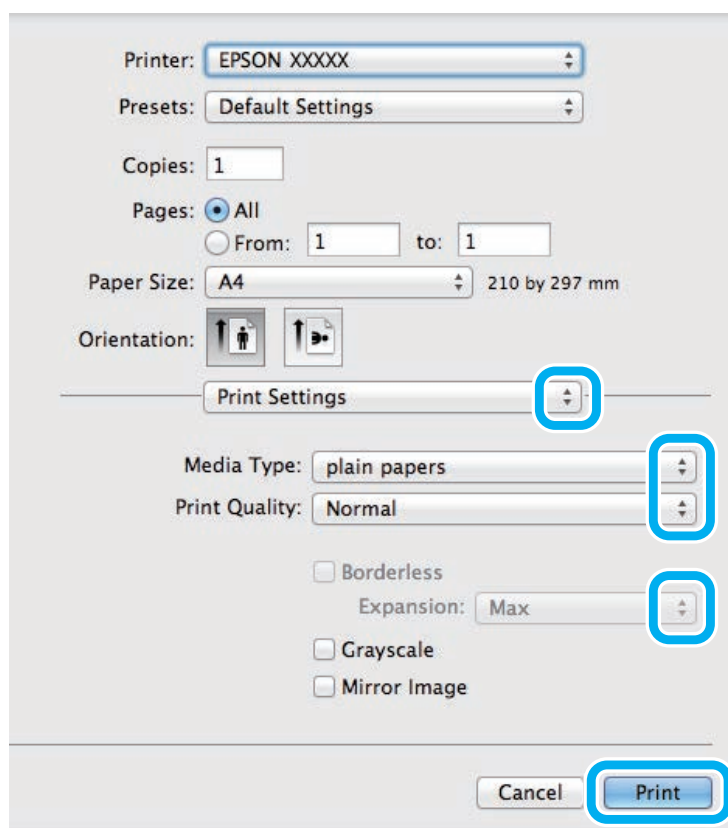 Printer: EPSON XXXXX
Presets: Default Settings
Copies: 1
Pages: All
From: 1 to: 1
Paper Size: A4 210 by 297 mm
Orientation:
Print Settings
Media Type: plain papers
Print Quality: Normal
Borderless
Expansion: Max
Grayscale
Mirror Image
Cancel Print